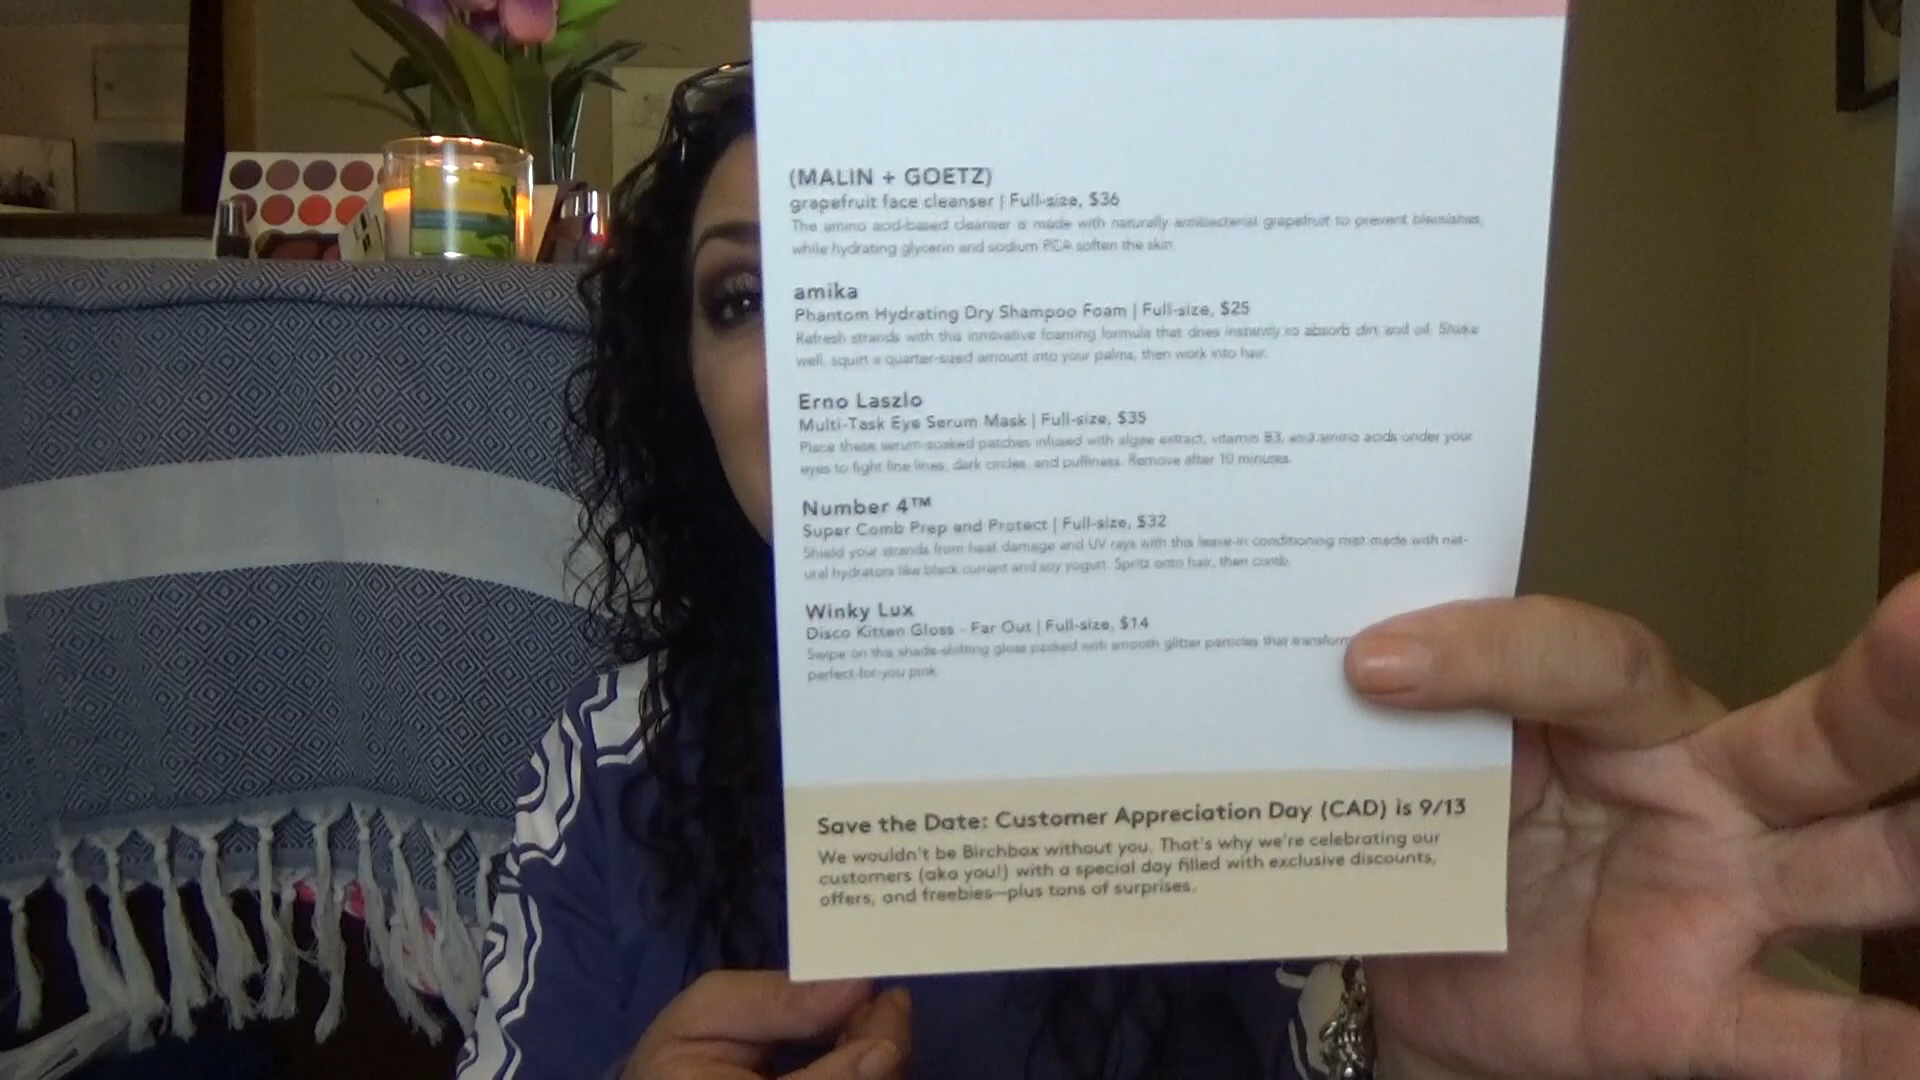 (MALIN + GOETZ)
grapefruit face cleanser | Full-size, $36
The amino acid-based cleanser is made with naturally antibacterial grapefruit to prevent blemishes,
while hydrating glycerin and sodium PCA soften the skin.
amika
Phantom Hydrating Dry Shampoo Foam | Full-size, $25
Refresh strands with this innovative foaming formula that dries instantly to absorb dirt and oil. Shake
well, squirt a quarter-sized amount into your palms, then work into hair.
Erno Laszlo
Multi-Task Eye Serum Mask | Full-size, $35
Place these serum-soaked patches infused with algae extract, vitamin B3, and amino acids under your
eyes to fight fine lines, dark circles, and puffiness. Remove after 10 minutes.
Number 4™
Super Comb Prep and Protect | Full-size, $32
Shield your strands from heat damage and UV rays with this leave-in conditioning mist made with nat-
ural hydrators like black currant and soy yogurt. Spritz onto hair, then comb.
Winky Lux
Disco Kitten Gloss - Far Out | Full-size, $14
Swipe on this shade-shifting gloss packed with smooth glitter particles that transform
perfect-for-you pink.
Save the Date: Customer Appreciation Day (CAD) is 9/13
We wouldn't be Birchbox without you. That's why we're celebrating our
customers (aka you!) with a special day filled with exclusive discounts,
offers, and freebies—plus tons of surprises.